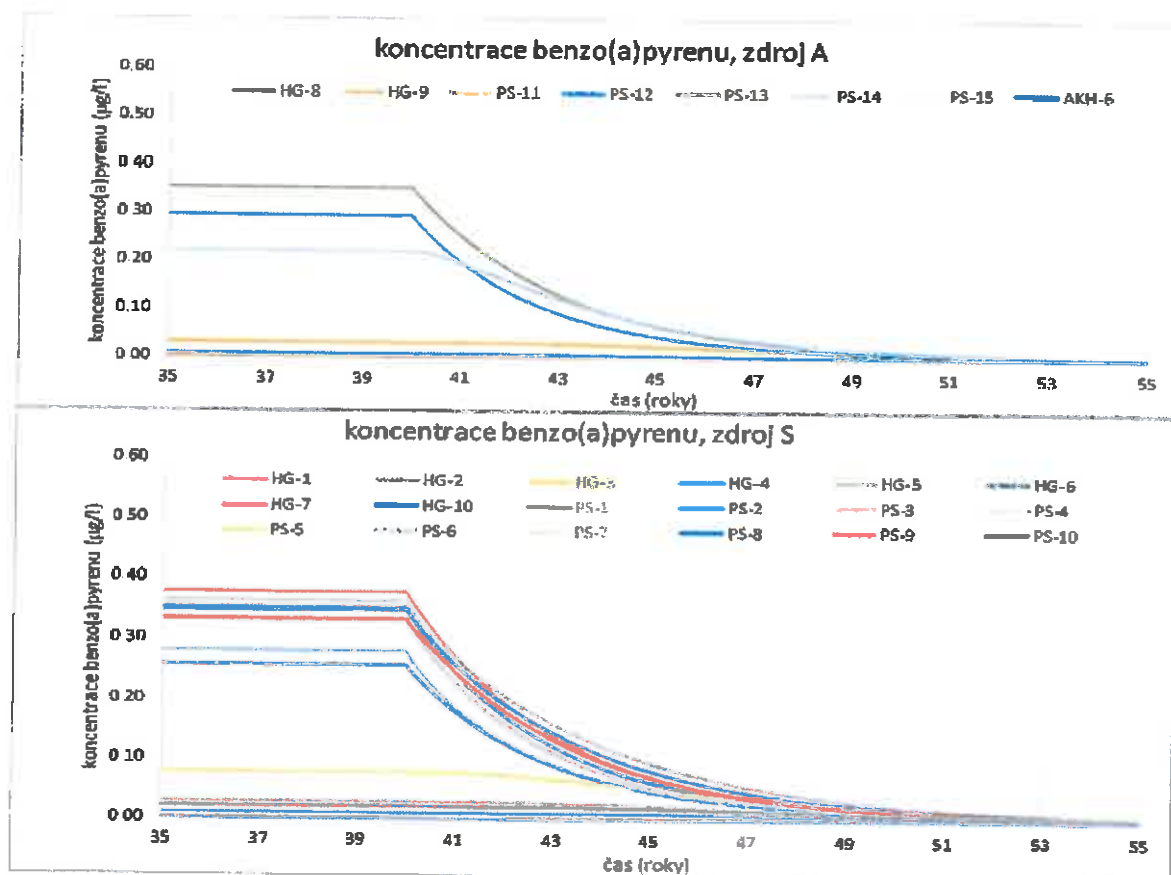 koncentrace benzo(a)pyrenu, zdroj A
koncentrace benzo(a)pyrenu (µg/l)
0.60
0.50
0.40
0.30
0.20
0.10
0.00
HG-8 HG-9 PS-11 PS-12 PS-13 PS-14 PS-15 AKH-6
35 37 39 41 43 45 47 49 51 53 55
čas (roky)
koncentrace benzo(a)pyrenu, zdroj S
koncentrace benzo(a)pyrenu (µg/l)
0.60
0.50
0.40
0.30
0.20
0.10
0.00
HG-1 HG-2 HG-3 HG-4 HG-5 HG-6
HG-7 HG-10 PS-1 PS-2 PS-3 PS-4
PS-5 PS-6 PS-7 PS-8 PS-9 PS-10
35 37 39 41 43 45 47 49 51 53 55
čas (roky)